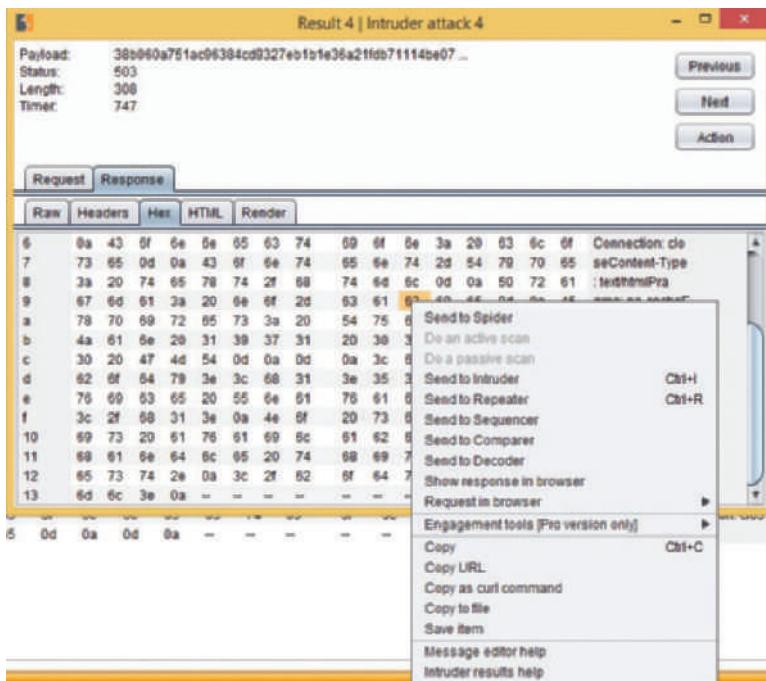 Result 4 | Intruder attack 4
Payload:
Status: 503
Length: 308
Timer: 747
Previous
Next
Action
Request Response
Raw Headers Hex HTML Render
6 0a 43 6f 6e 6e 65 63 74 69 6f 6e 3a 20 63 6c 6f Connection: clo
7 73 65 0d 0a 43 6f 6e 74 65 6e 74 2d 54 79 70 65 seContent-Type
8 3a 20 74 65 78 74 2f 68 74 6d 6c 0d 0a 50 72 61 : text/htmlPra
9 67 6d 61 3a 20 6e 6f 2d 63 61
a 78 70 69 72 65 73 3a 20 54 75
b 4a 61 6e 20 31 39 37 31 20 30
c 30 20 47 4d 54 0d 0a 0d 0a 3c
d 62 6f 64 79 3e 3c 68 31 3e 35
e 76 69 63 65 20 55 6e 61 76 61
f 3c 2f 68 31 3e 0a 4e 6f 20 73
10 69 73 20 61 76 61 69 6c 61 62
11 68 61 6e 64 6c 65 20 74 68 69
12 65 73 74 2e 0a 3c 2f 62 6f 64
13 6d 6c 3e 0a -- -- -- -- -- --
5 0d 0a 0d 0a -- -- -- -- -- --
Send to Spider
Do an active scan
Do a passive scan
Send to Intruder Ctrl+I
Send to Repeater Ctrl+R
Send to Sequencer
Send to Comparer
Send to Decoder
Show response in browser
Request in browser
Engagement tools [Pro version only]
Copy Ctrl+C
Copy URL
Copy as curl command
Copy to file
Save item
Message editor help
Intruder results help